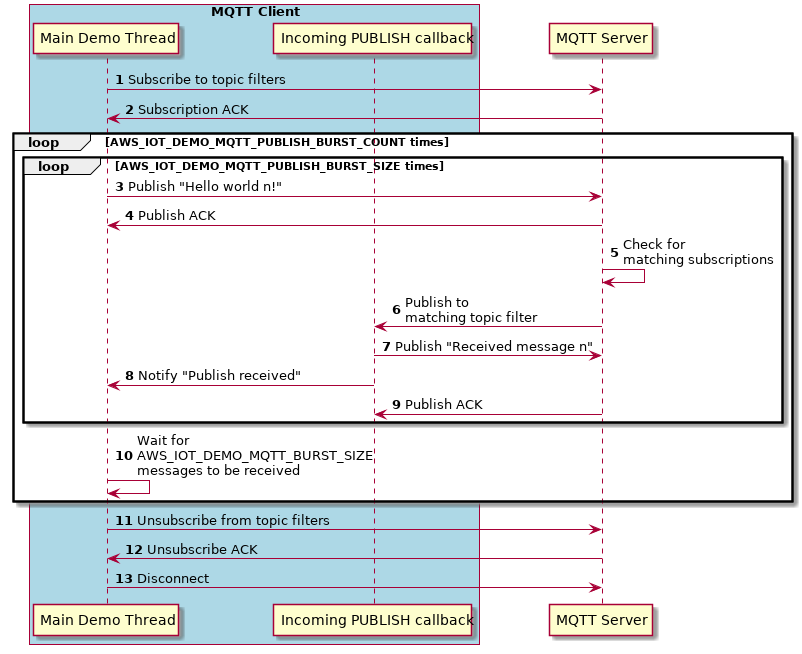 MQTT Client
Main Demo Thread
Incoming PUBLISH callback
MQTT Server
1 Subscribe to topic filters
2 Subscription ACK
loop [AWS_IOT_DEMO_MQTT_PUBLISH_BURST_COUNT times]
loop [AWS_IOT_DEMO_MQTT_PUBLISH_BURST_SIZE times]
3 Publish "Hello world n!"
4 Publish ACK
5 Check for
matching subscriptions
6 Publish to
matching topic filter
7 Publish "Received message n"
8 Notify "Publish received"
9 Publish ACK
10 Wait for
AWS_IOT_DEMO_MQTT_BURST_SIZE
messages to be received
11 Unsubscribe from topic filters
12 Unsubscribe ACK
13 Disconnect
Main Demo Thread
Incoming PUBLISH callback
MQTT Server